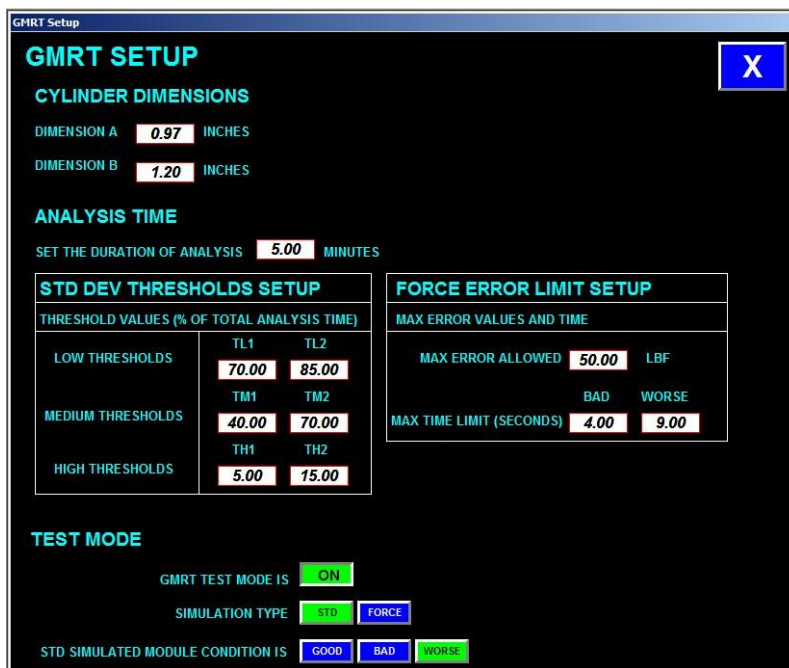 GMRT Setup
GMRT SETUP
X
CYLINDER DIMENSIONS
DIMENSION A 0.97 INCHES
DIMENSION B 1.20 INCHES
ANALYSIS TIME
SET THE DURATION OF ANALYSIS 5.00 MINUTES
STD DEV THRESHOLDS SETUP
THRESHOLD VALUES (% OF TOTAL ANALYSIS TIME)
TL1 TL2
LOW THRESHOLDS 70.00 85.00
TM1 TM2
MEDIUM THRESHOLDS 40.00 70.00
TH1 TH2
HIGH THRESHOLDS 5.00 15.00
FORCE ERROR LIMIT SETUP
MAX ERROR VALUES AND TIME
MAX ERROR ALLOWED 50.00 LBF
BAD WORSE
MAX TIME LIMIT (SECONDS) 4.00 9.00
TEST MODE
GMRT TEST MODE IS ON
SIMULATION TYPE STD FORCE
STD SIMULATED MODULE CONDITION IS GOOD BAD WORSE